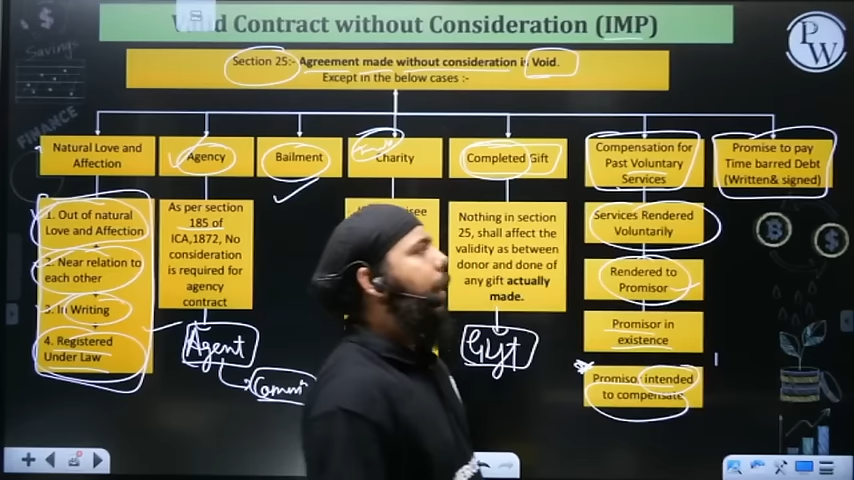 Valid Contract without Consideration (IMP)
Section 25:- Agreement made without consideration is Void.
Except in the below cases :-
Natural Love and
Affection
Agency
Bailment
Charity
Completed Gift
Compensation for
Past Voluntary
Services
Promise to pay
Time barred Debt
(Written& signed)
1. Out of natural
Love and Affection
2. Near relation to
each other
3. In Writing
4. Registered
Under Law
As per section
185 of
ICA,1872, No
consideration
is required for
agency
contract
Agent
Nothing in section
25, shall affect the
validity as between
donor and done of
any gift actually
made.
Gift
Services Rendered
Voluntarily
Rendered to
Promisor
Promisor in
existence
Promisor intended
to compensate
PW
Savings
FINANCE